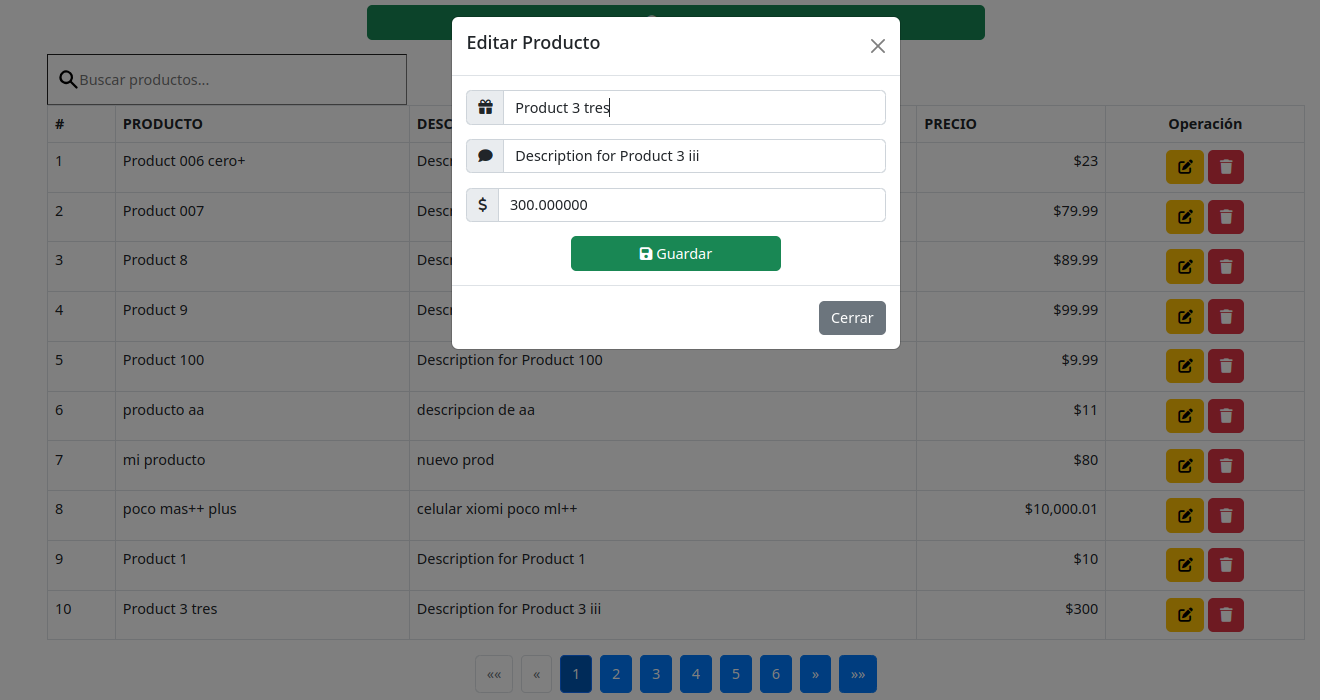 Editar Producto
Product 3 tres
Description for Product 3 iii
$ 300.000000
Guardar
Cerrar
Buscar productos...
# PRODUCTO DESC PRECIO Operación
1 Product 006 cero+ Desc $23
2 Product 007 Desc $79.99
3 Product 8 Desc $89.99
4 Product 9 Desc $99.99
5 Product 100 Description for Product 100 $9.99
6 producto aa descripcion de aa $11
7 mi producto nuevo prod $80
8 poco mas++ plus celular xiomi poco ml++ $10,000.01
9 Product 1 Description for Product 1 $10
10 Product 3 tres Description for Product 3 iii $300
«« « 1 2 3 4 5 6 » »»